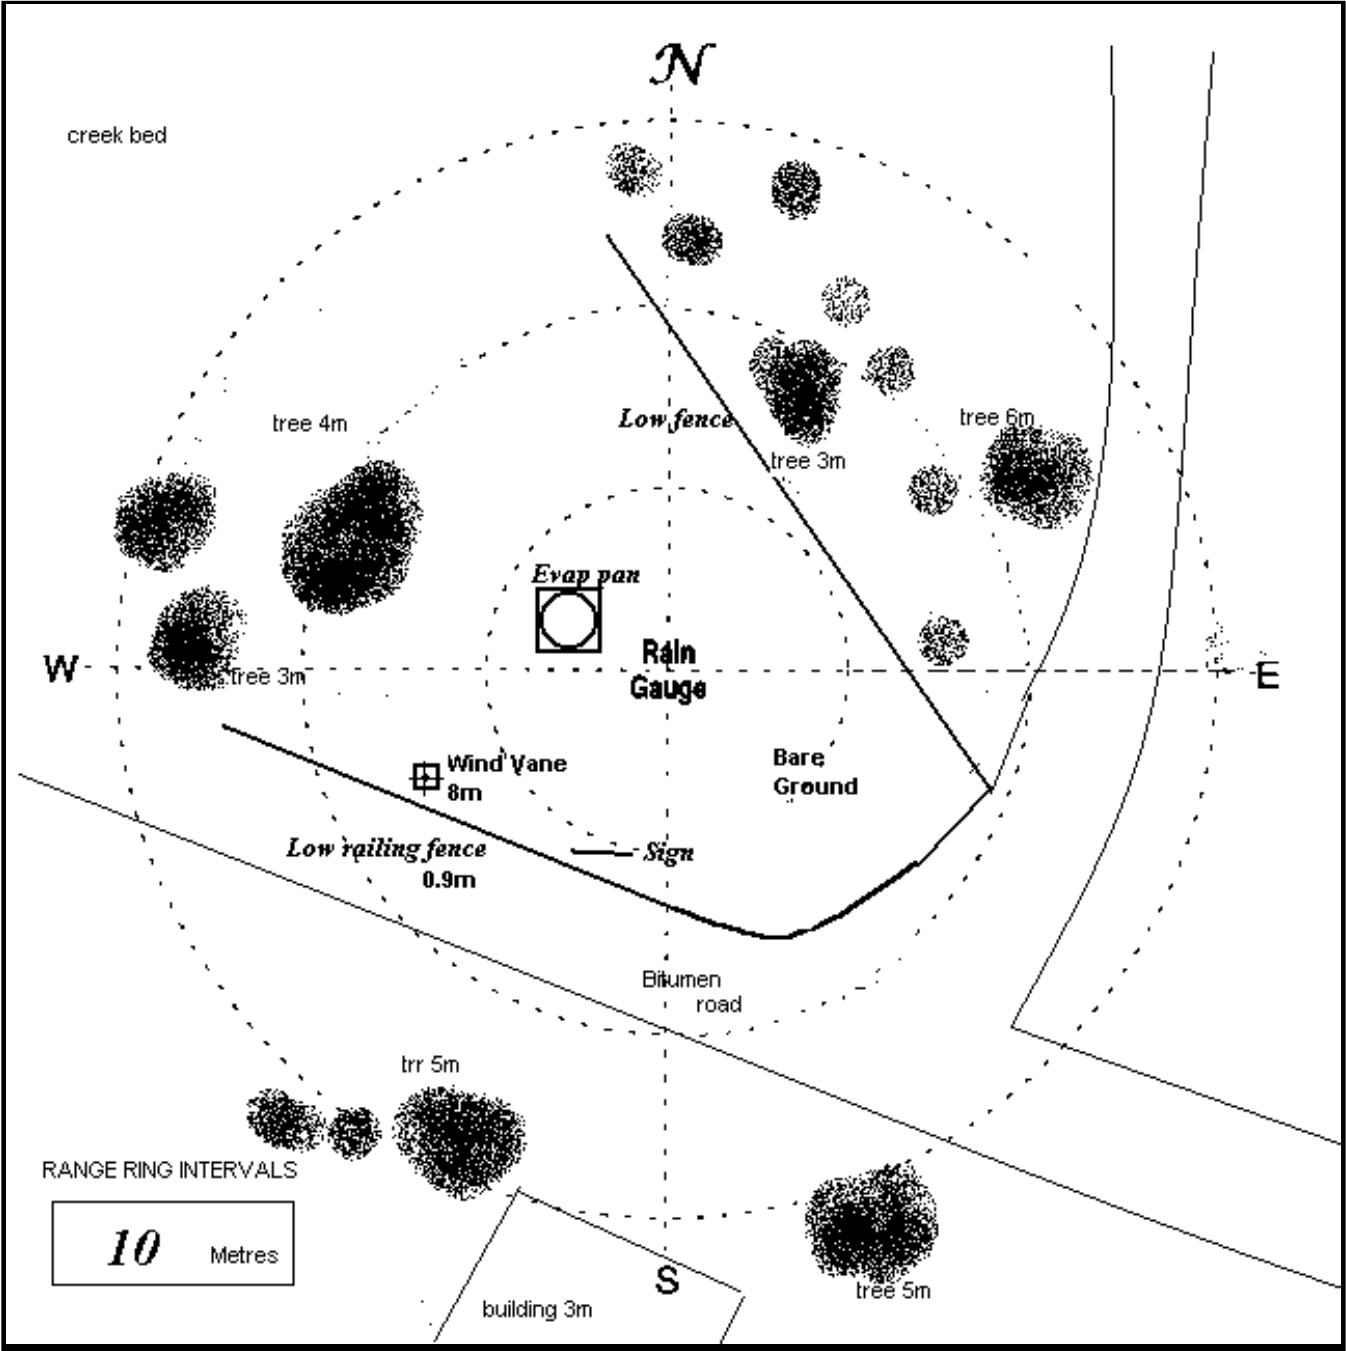 N
creek bed
tree 4m
Low fence
tree 6m
tree 3m
Evap pan
Rain
Gauge
W
E
tree 3m
Wind Vane
8m
Bare
Ground
Low railing fence
0.9m
Sign
Bitumen
road
trr 5m
RANGE RING INTERVALS
10 Metres
S
tree 5m
building 3m